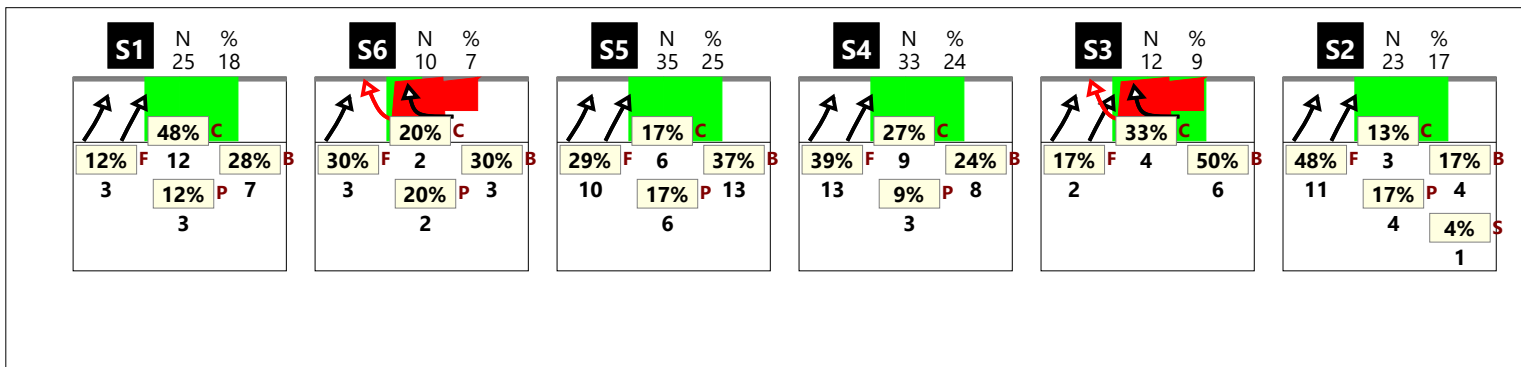 S1 N % S6 N % S5 N % S4 N % S3 N % S2 N %
25 18 10 7 35 25 33 24 12 9 23 17
48% C 20% C 17% C 27% C 33% C 13% C
12% F 12 28% B 30% F 2 30% B 29% F 6 37% B 39% F 9 24% B 17% F 4 50% B 48% F 3 17% B
3 12% P 7 3 20% P 3 10 17% P 13 13 9% P 8 2 6 11 17% P 4
3 2 6 3 4 4% S
1